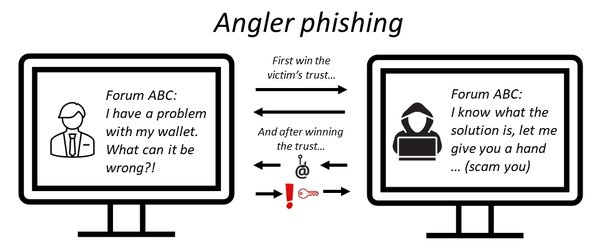 Angler phishing
Forum ABC:
I have a problem
with my wallet.
What can it be
wrong?!
First win the
victim's trust...
And after winning
the trust...
@
!
Forum ABC:
I know what the
solution is, let me
give you a hand
... (scam you)